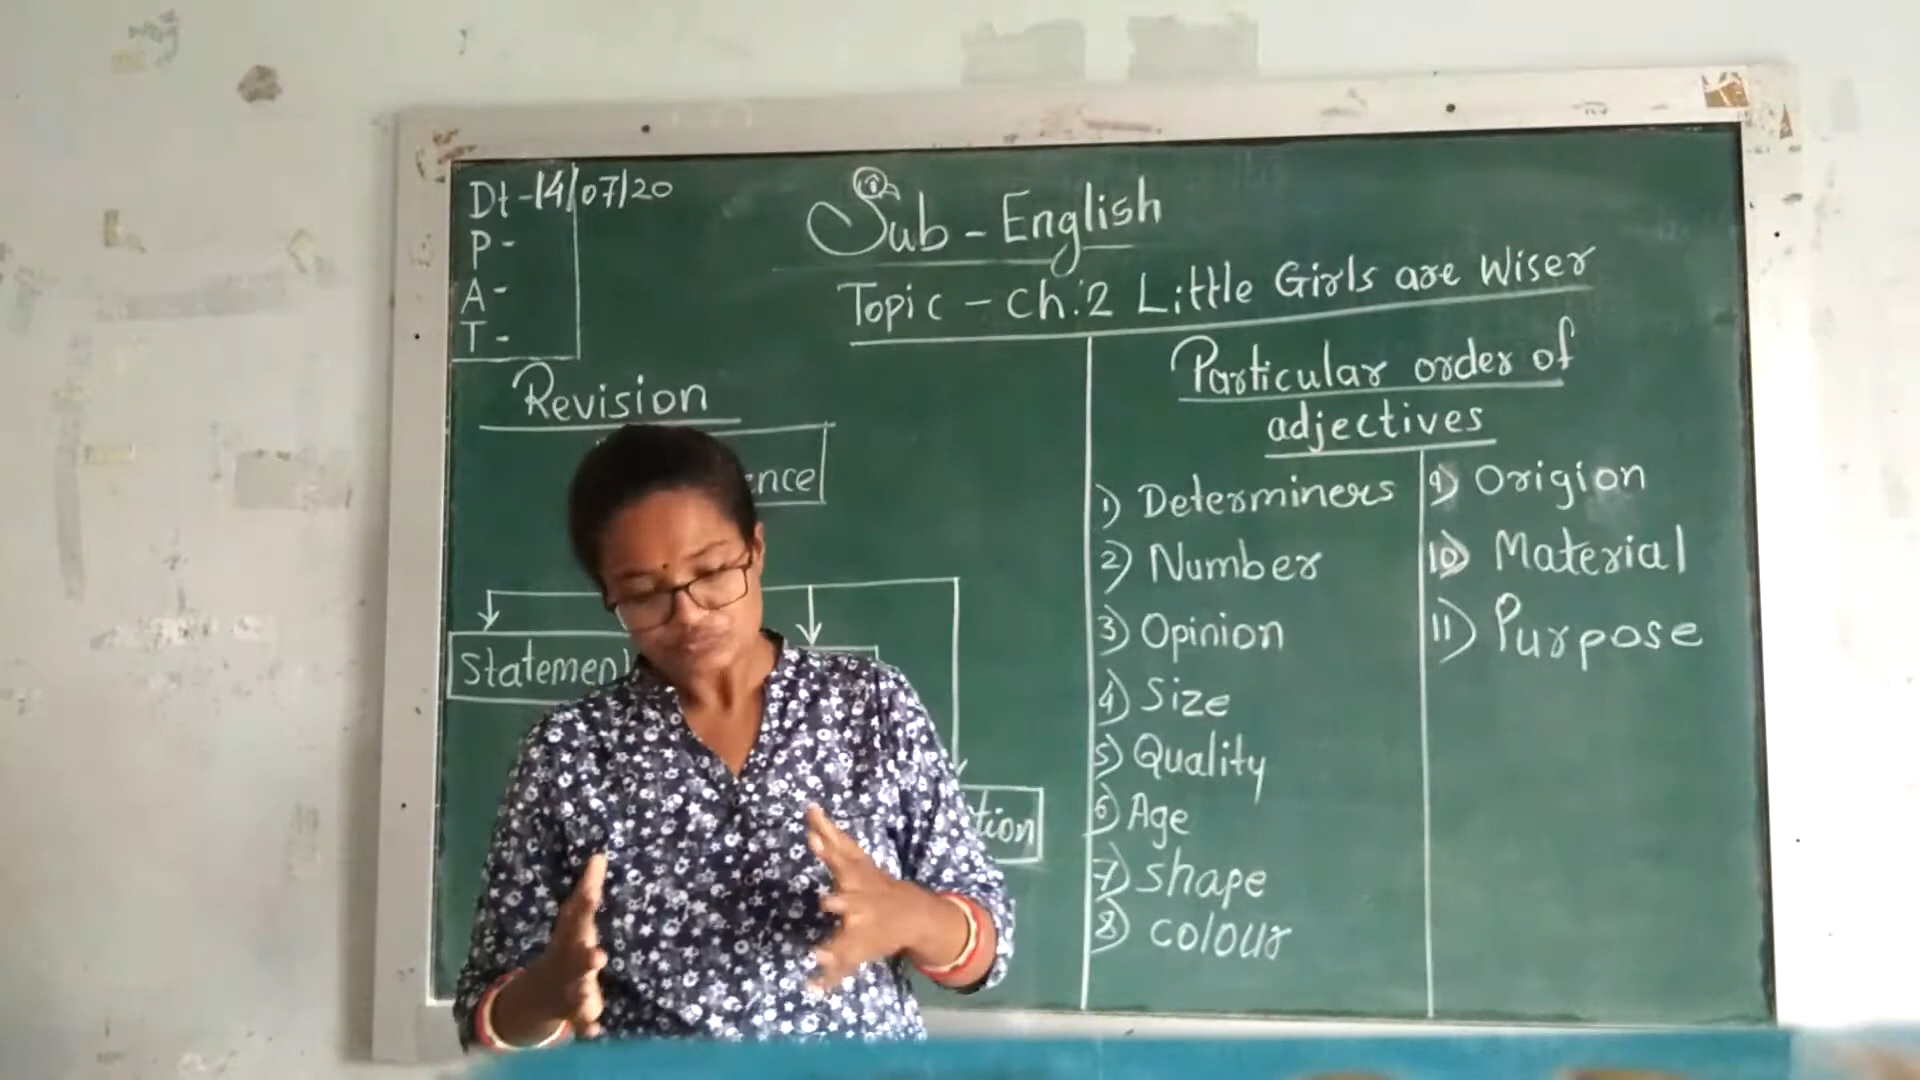 Dt-14/07/20
P-
A-
T-
Sub - English
Topic - Ch.2 Little Girls are Wiser
Revision
Particular order of
adjectives
1) Determiners
2) Number
3) Opinion
4) Size
5) Quality
6) Age
7) shape
8) colour
9) Origion
10) Material
11) Purpose